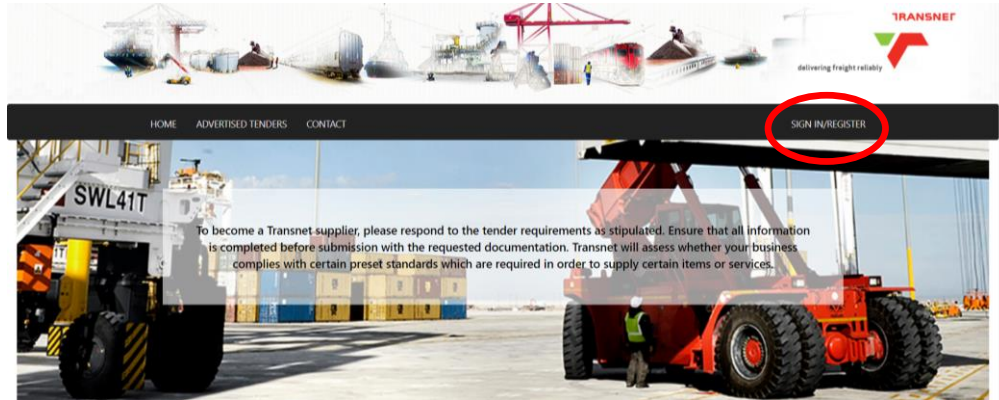 TRANSNET
delivering freight reliably
HOME ADVERTISED TENDERS CONTACT SIGN IN/REGISTER
SWL41T
To become a Transnet supplier, please respond to the tender requirements as stipulated. Ensure that all information
is completed before submission with the requested documentation. Transnet will assess whether your business
complies with certain preset standards which are required in order to supply certain items or services.